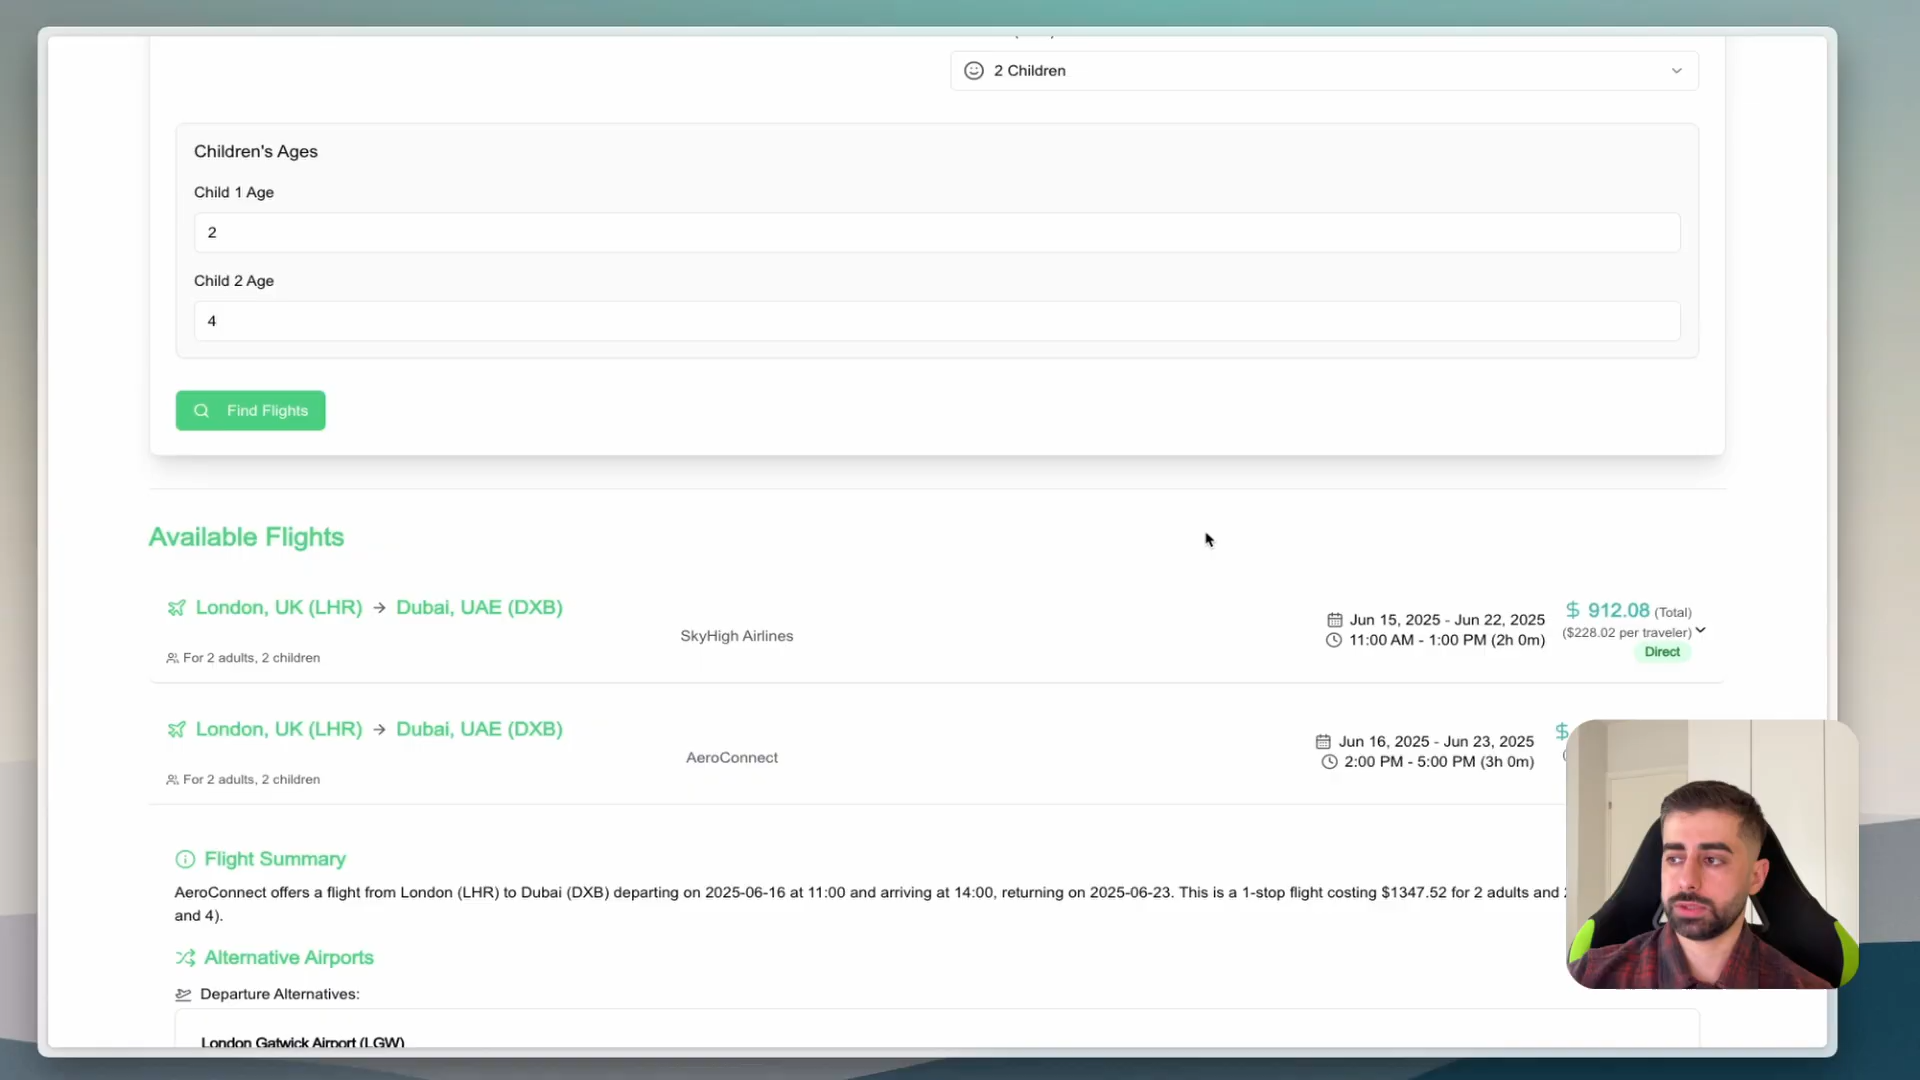 2 Children
Children's Ages
Child 1 Age
2
Child 2 Age
4
Find Flights
Available Flights
London, UK (LHR) → Dubai, UAE (DXB)
SkyHigh Airlines
For 2 adults, 2 children
Jun 15, 2025 - Jun 22, 2025
11:00 AM - 1:00 PM (2h 0m)
$ 912.08 (Total)
($228.02 per traveler)
Direct
London, UK (LHR) → Dubai, UAE (DXB)
AeroConnect
For 2 adults, 2 children
Jun 16, 2025 - Jun 23, 2025
2:00 PM - 5:00 PM (3h 0m)
$
Flight Summary
AeroConnect offers a flight from London (LHR) to Dubai (DXB) departing on 2025-06-16 at 11:00 and arriving at 14:00, returning on 2025-06-23. This is a 1-stop flight costing $1347.52 for 2 adults and
and 4).
Alternative Airports
Departure Alternatives:
London Gatwick Airport (LGW)